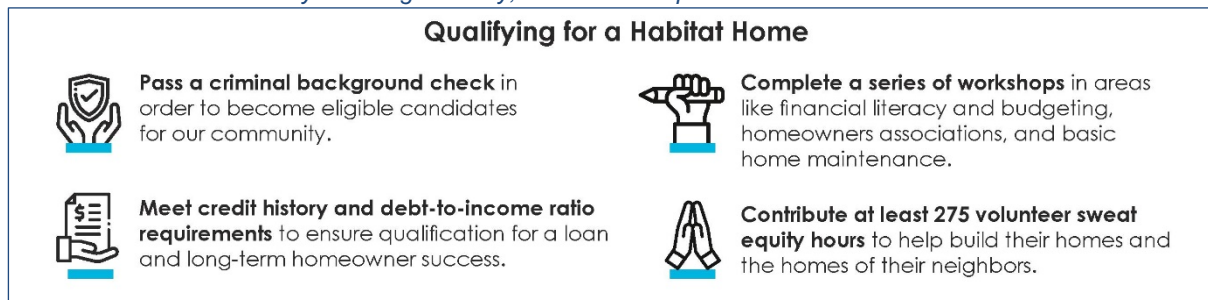 Qualifying for a Habitat Home
Pass a criminal background check in
order to become eligible candidates
for our community.
Complete a series of workshops in areas
like financial literacy and budgeting,
homeowners associations, and basic
home maintenance.
Meet credit history and debt-to-income ratio
requirements to ensure qualification for a loan
and long-term homeowner success.
Contribute at least 275 volunteer sweat
equity hours to help build their homes and
the homes of their neighbors.